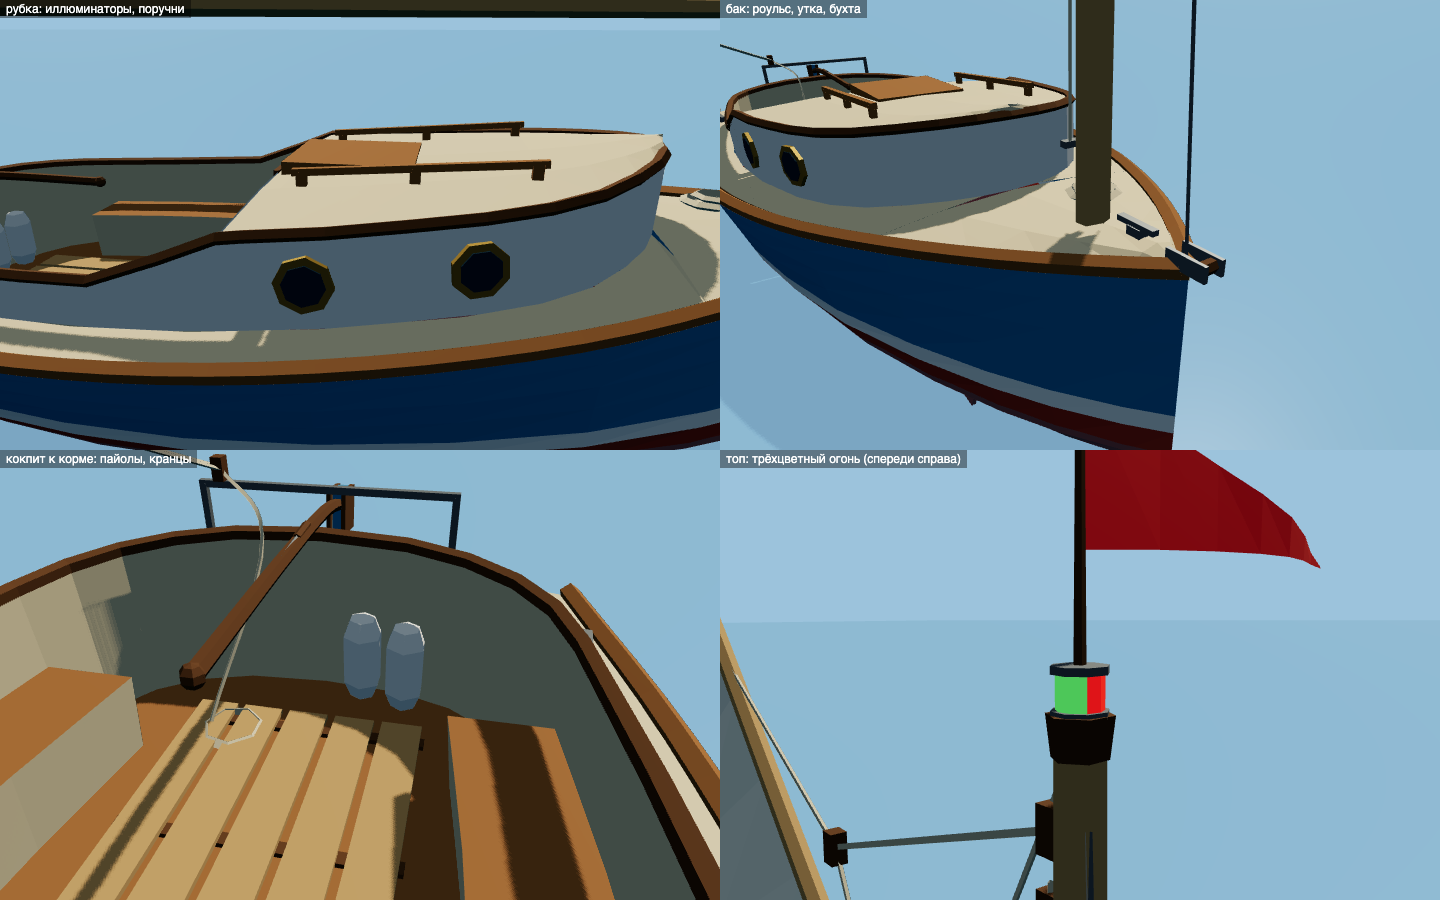 рубка: иллюминаторы, поручни
бак: роульс, утка, бухта
кокпит к корме: пайолы, кранцы
топ: трёхцветный огонь (спереди справа)